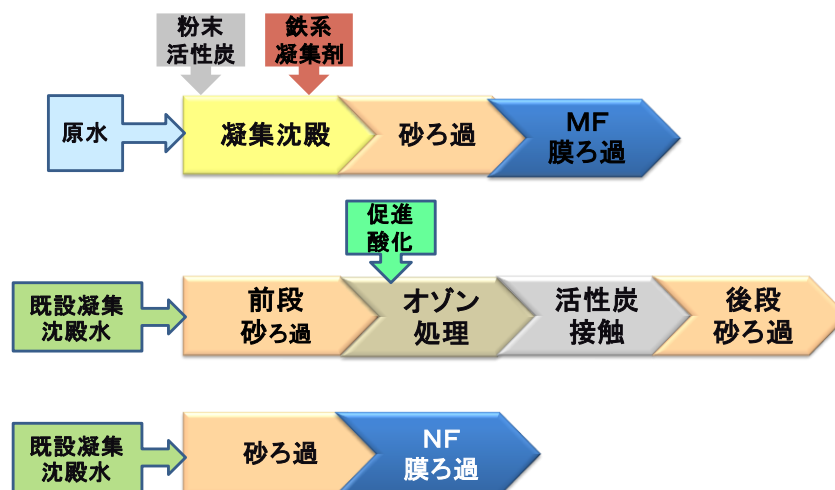 粉末
活性炭
鉄系
凝集剤
原水
凝集沈殿
砂ろ過
MF
膜ろ過
促進
酸化
既設凝集
沈殿水
前段
砂ろ過
オゾン
処理
活性炭
接触
後段
砂ろ過
既設凝集
沈殿水
砂ろ過
NF
膜ろ過